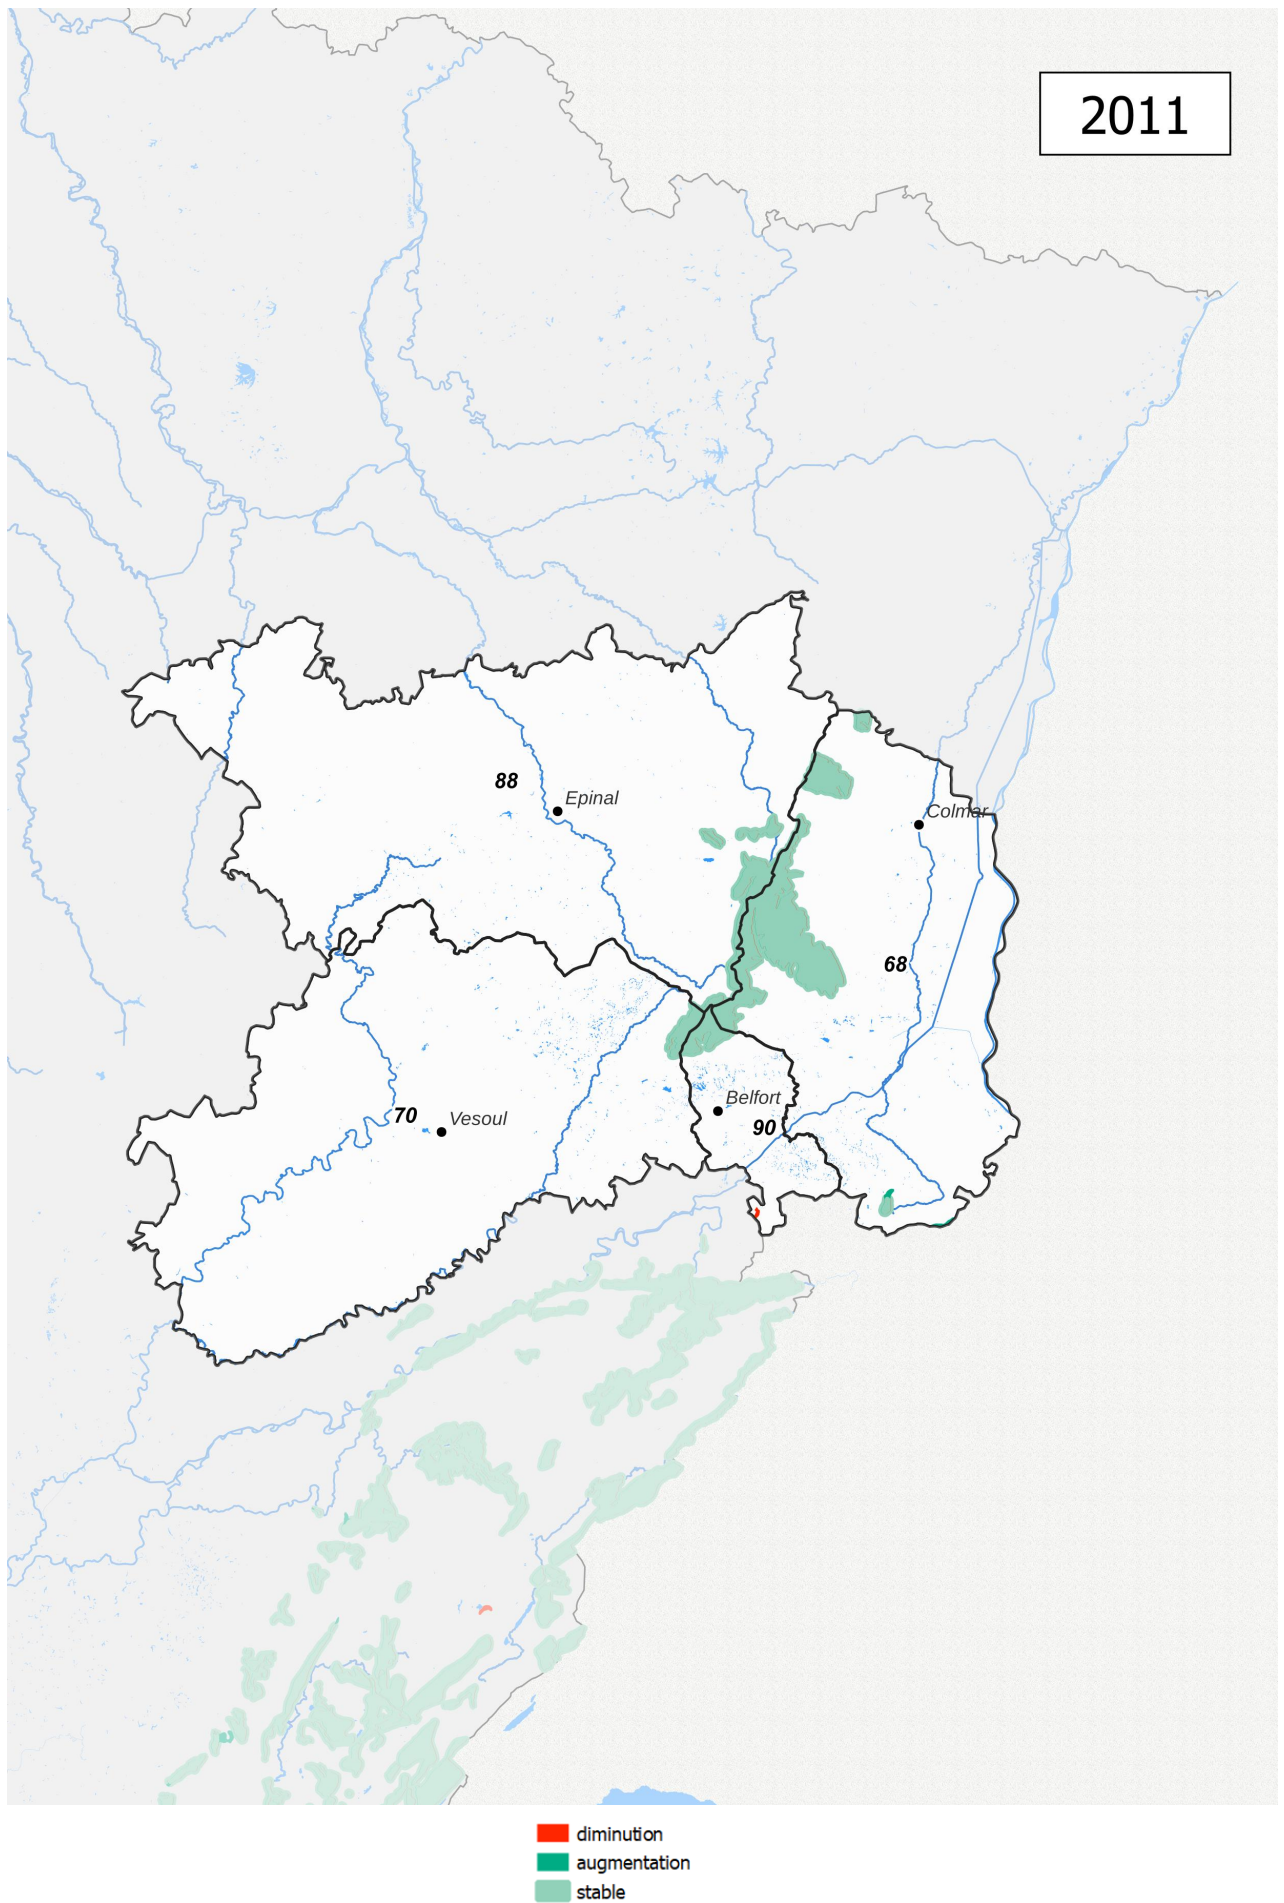 2011
88
Epinal
Colmar
68
70
Vesoul
Belfort
90
diminution
augmentation
stable